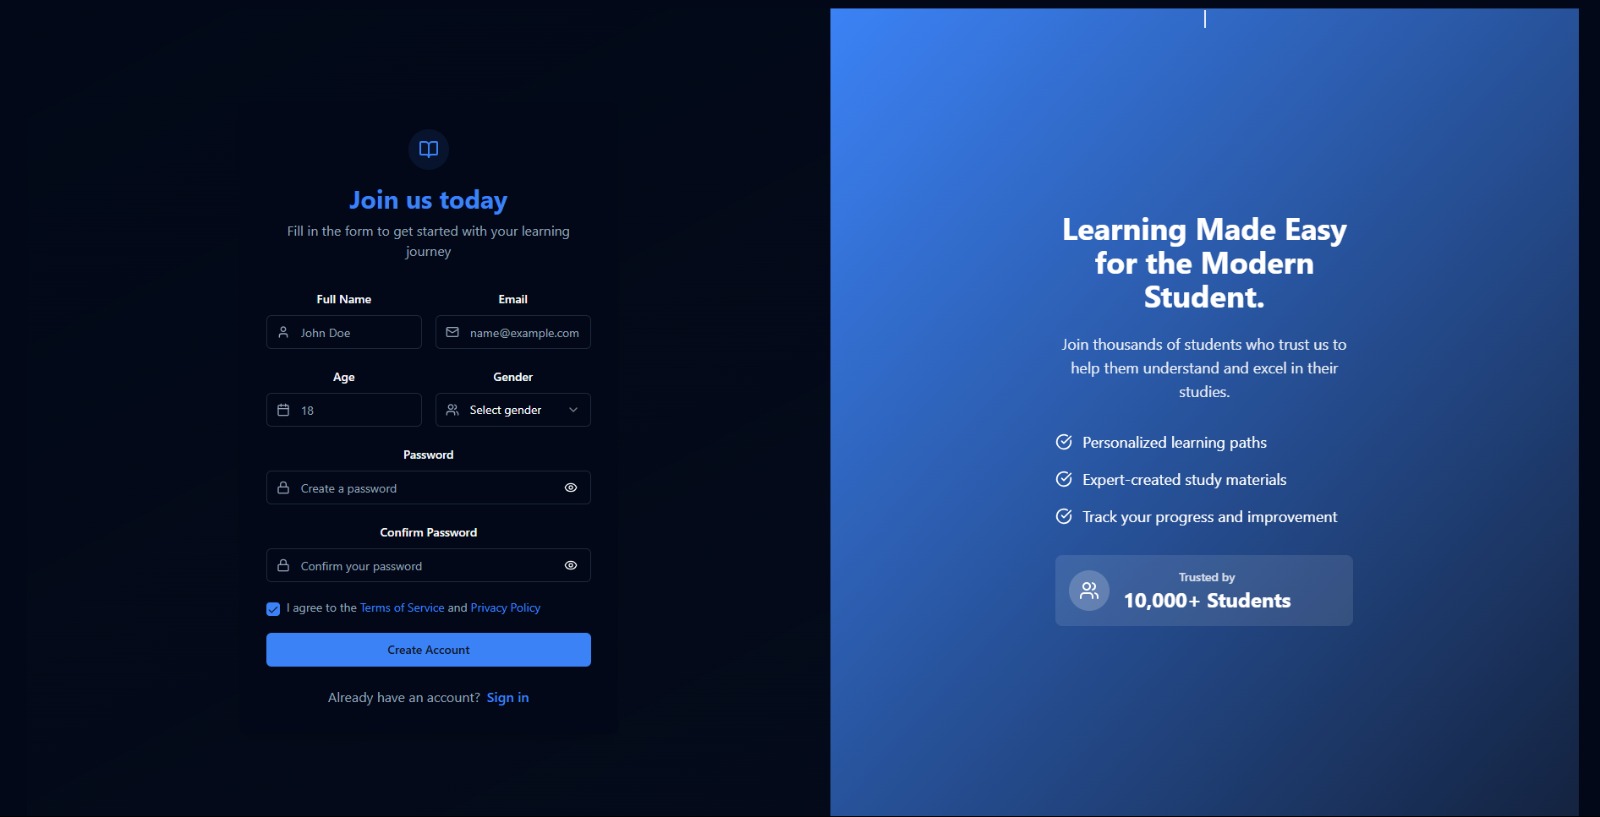 Join us today
Fill in the form to get started with your learning
journey
Full Name
Email
John Doe
name@example.com
Age
Gender
18
Select gender
Password
Create a password
Confirm Password
Confirm your password
I agree to the Terms of Service and Privacy Policy
Create Account
Already have an account? Sign in
Learning Made Easy
for the Modern
Student.
Join thousands of students who trust us to
help them understand and excel in their
studies.
Personalized learning paths
Expert-created study materials
Track your progress and improvement
Trusted by
10,000+ Students